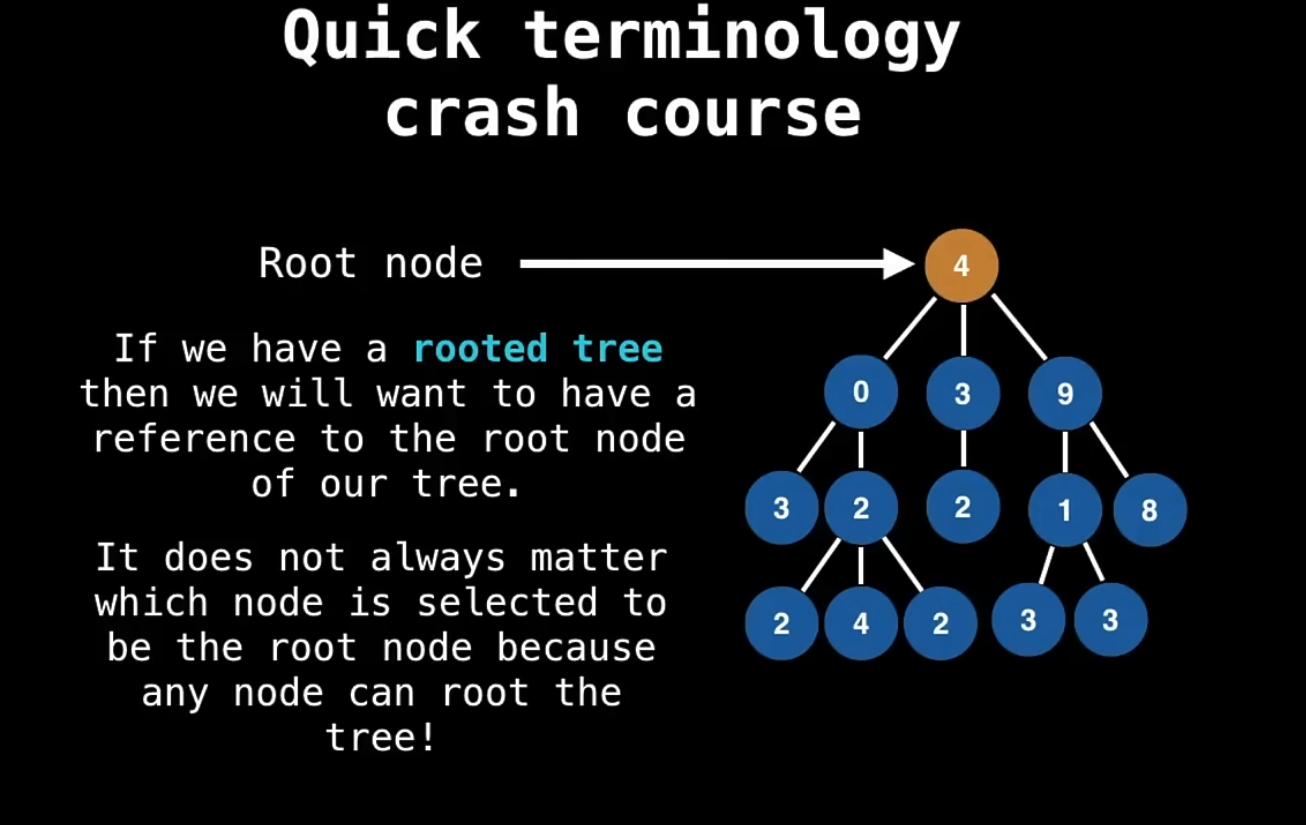 Quick terminology
crash course
Root node
4
If we have a rooted tree
then we will want to have a
reference to the root node
of our tree.
It does not always matter
which node is selected to
be the root node because
any node can root the
tree!
0 3 9
3 2 2 1 8
2 4 2 3 3